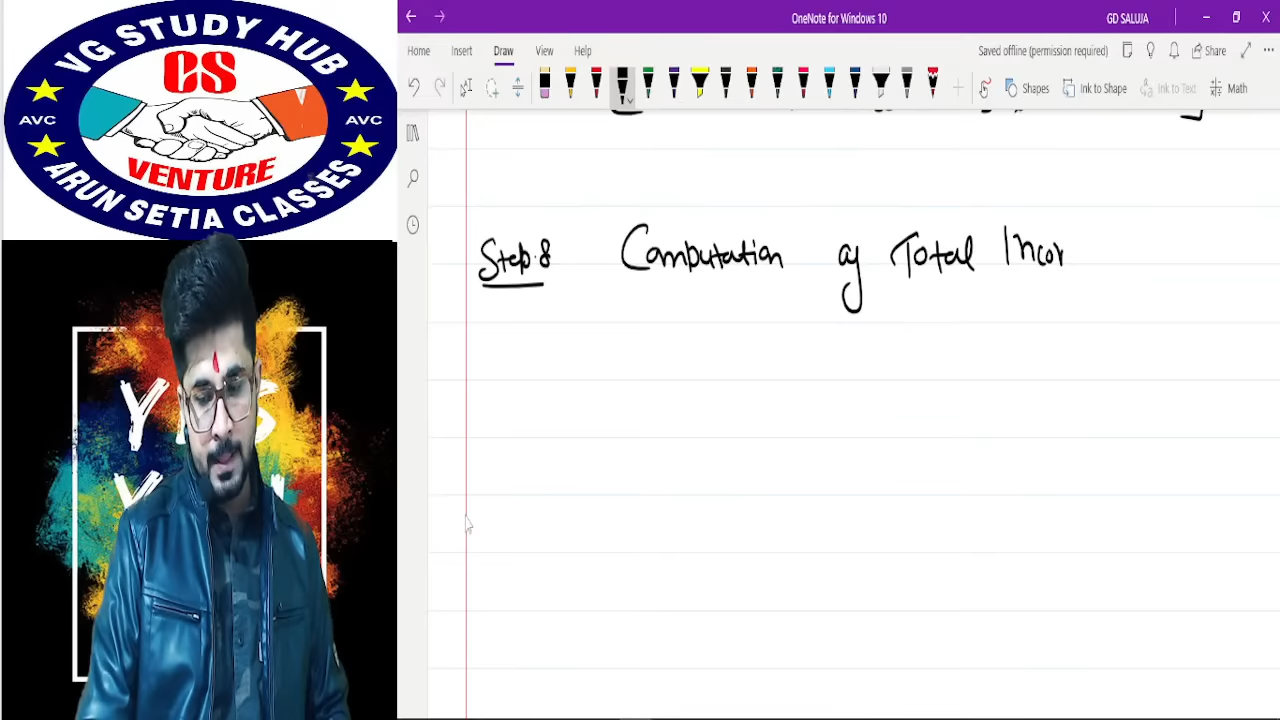 VG STUDY HUB
CS
AVC
AVC
VENTURE
ARUN SETIA CLASSES
OneNote for Windows 10
GD SALUJA
Home Insert Draw View Help
Saved offline (permission required)
Share
Shapes
Ink to Shape
Ink to Text
Math
Step.8 Computation of Total Incom